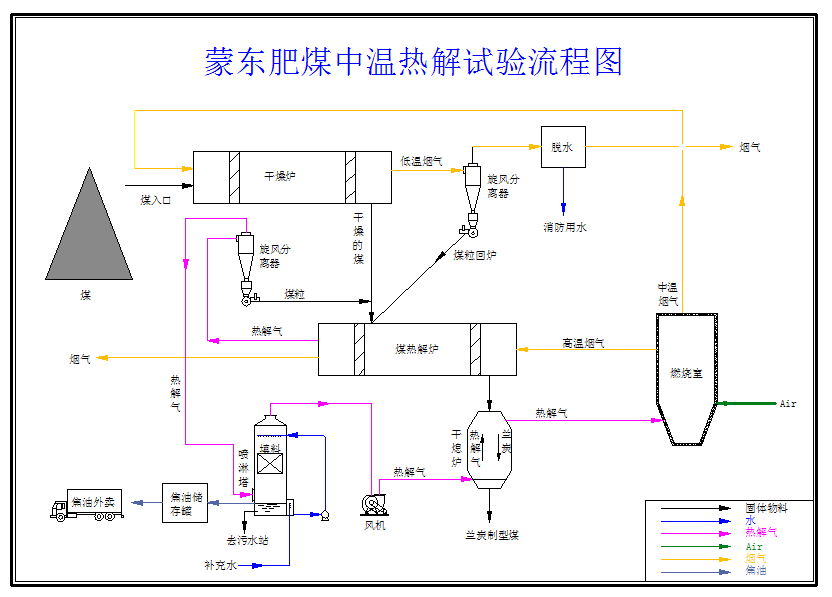 蒙东肥煤中温热解试验流程图
脱水
烟气
低温烟气
干燥炉
旋风分
离器
煤入口
干燥的煤
消防用水
旋风分
离器
煤粒回炉
煤
煤粒
中温
烟气
热解气
煤热解炉
高温烟气
烟气
燃烧室
热解气
Air
热解气
填料
干熄炉
热解气
兰炭
喷淋塔
热解气
焦油外卖
焦油储
存罐
风机
去污水站
兰炭制型煤
补充水
固体物料
水
热解气
Air
烟气
焦油